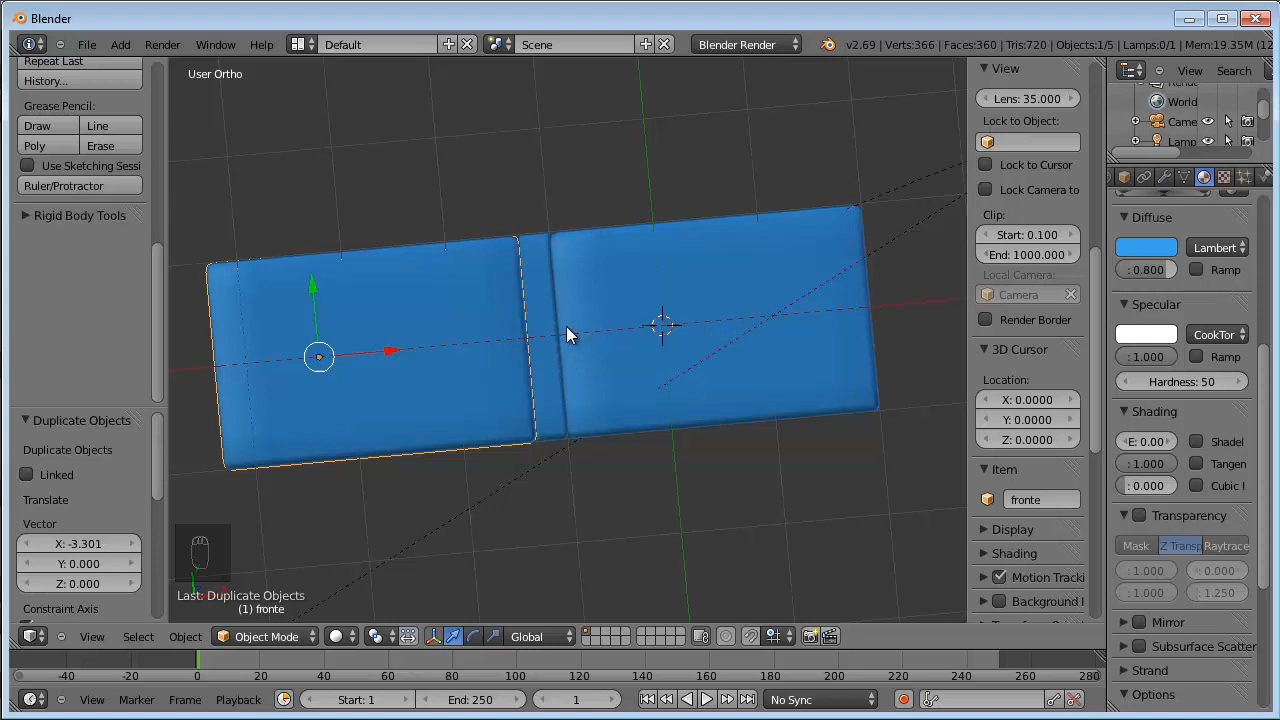 Blender
File Add Render Window Help Default Scene Blender Render v2.69 | Verts:366 | Faces:360 | Tris:720 | Objects:1/5 | Lamps:0/1 | Mem:19.35M (12
Repeat Last
History...
Grease Pencil:
Draw Line
Poly Erase
Use Sketching Sessi
Ruler/Protractor
Rigid Body Tools
Duplicate Objects
Duplicate Objects
Linked
Translate
Vector
X: -3.301
Y: 0.000
Z: 0.000
Constraint Axis
User Ortho
Last: Duplicate Objects
(1) fronte
View
Lens: 35.000
Lock to Object:
Lock to Cursor
Lock Camera to
Clip:
Start: 0.100
End: 1000.000
Local Camera:
Camera
Render Border
3D Cursor
Location:
X: 0.0000
Y: 0.0000
Z: 0.0000
Item
fronte
Display
Shading
Motion Tracki
Background I
View Search
World
Came
Lamp
Diffuse
Lambert
: 0.800 Ramp
Specular
CookTor
: 1.000 Ramp
Hardness: 50
Shading
E: 0.00 Shadel
: 1.000 Tangen
: 0.000 Cubic I
Transparency
Mask Z Transp Raytrace
: 1.000 : 0.000
: 1.000 : 1.250
Mirror
Subsurface Scatter
Strand
Options
View Select Object Object Mode Global
-40 -20 0 20 40 60 80 100 120 140 160 180 200 220 240 260 280
View Marker Frame Playback Start: 1 End: 250 1 No Sync